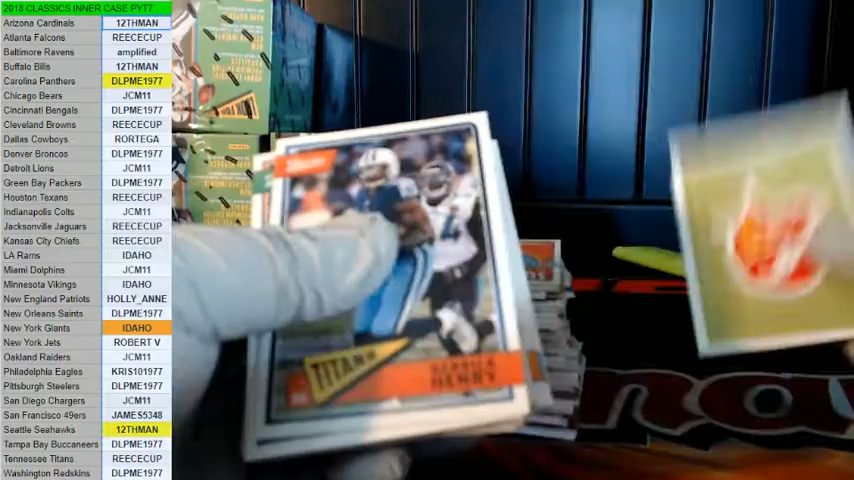 2018 CLASSICS INNER CASE PYT7
Arizona Cardinals 12THMAN
Atlanta Falcons REECECUP
Baltimore Ravens amplified
Buffalo Bills 12THMAN
Carolina Panthers DLPME1977
Chicago Bears JCM11
Cincinnati Bengals DLPME1977
Cleveland Browns REECECUP
Dallas Cowboys RORTEGA
Denver Broncos DLPME1977
Detroit Lions JCM11
Green Bay Packers DLPME1977
Houston Texans REECECUP
Indianapolis Colts JCM11
Jacksonville Jaguars REECECUP
Kansas City Chiefs REECECUP
LA Rams IDAHO
Miami Dolphins JCM11
Minnesota Vikings IDAHO
New England Patriots HOLLY_ANNE
New Orleans Saints DLPME1977
New York Giants IDAHO
New York Jets ROBERT V
Oakland Raiders JCM11
Philadelphia Eagles KRIS101977
Pittsburgh Steelers DLPME1977
San Diego Chargers JCM11
San Francisco 49ers JAMES5348
Seattle Seahawks 12THMAN
Tampa Bay Buccaneers DLPME1977
Tennessee Titans REECECUP
Washington Redskins DLPME1977
TITANS
DERRICK
HENRY